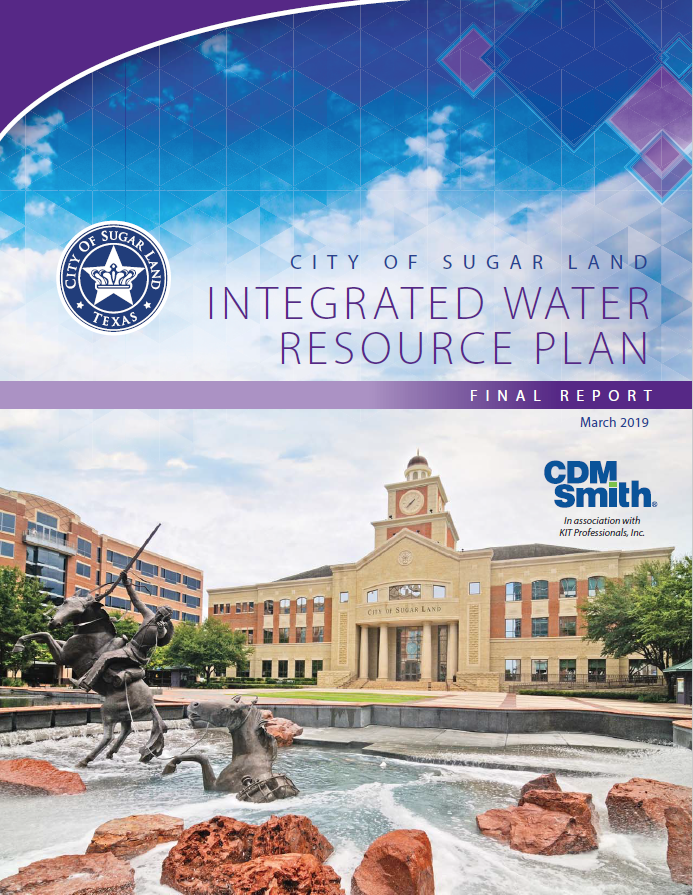 CITY OF SUGAR LAND
TEXAS
CITY OF SUGAR LAND
INTEGRATED WATER
RESOURCE PLAN
FINAL REPORT
March 2019
CDM
Smith®
In association with
KIT Professionals, Inc.
CITY OF SUGAR LAND